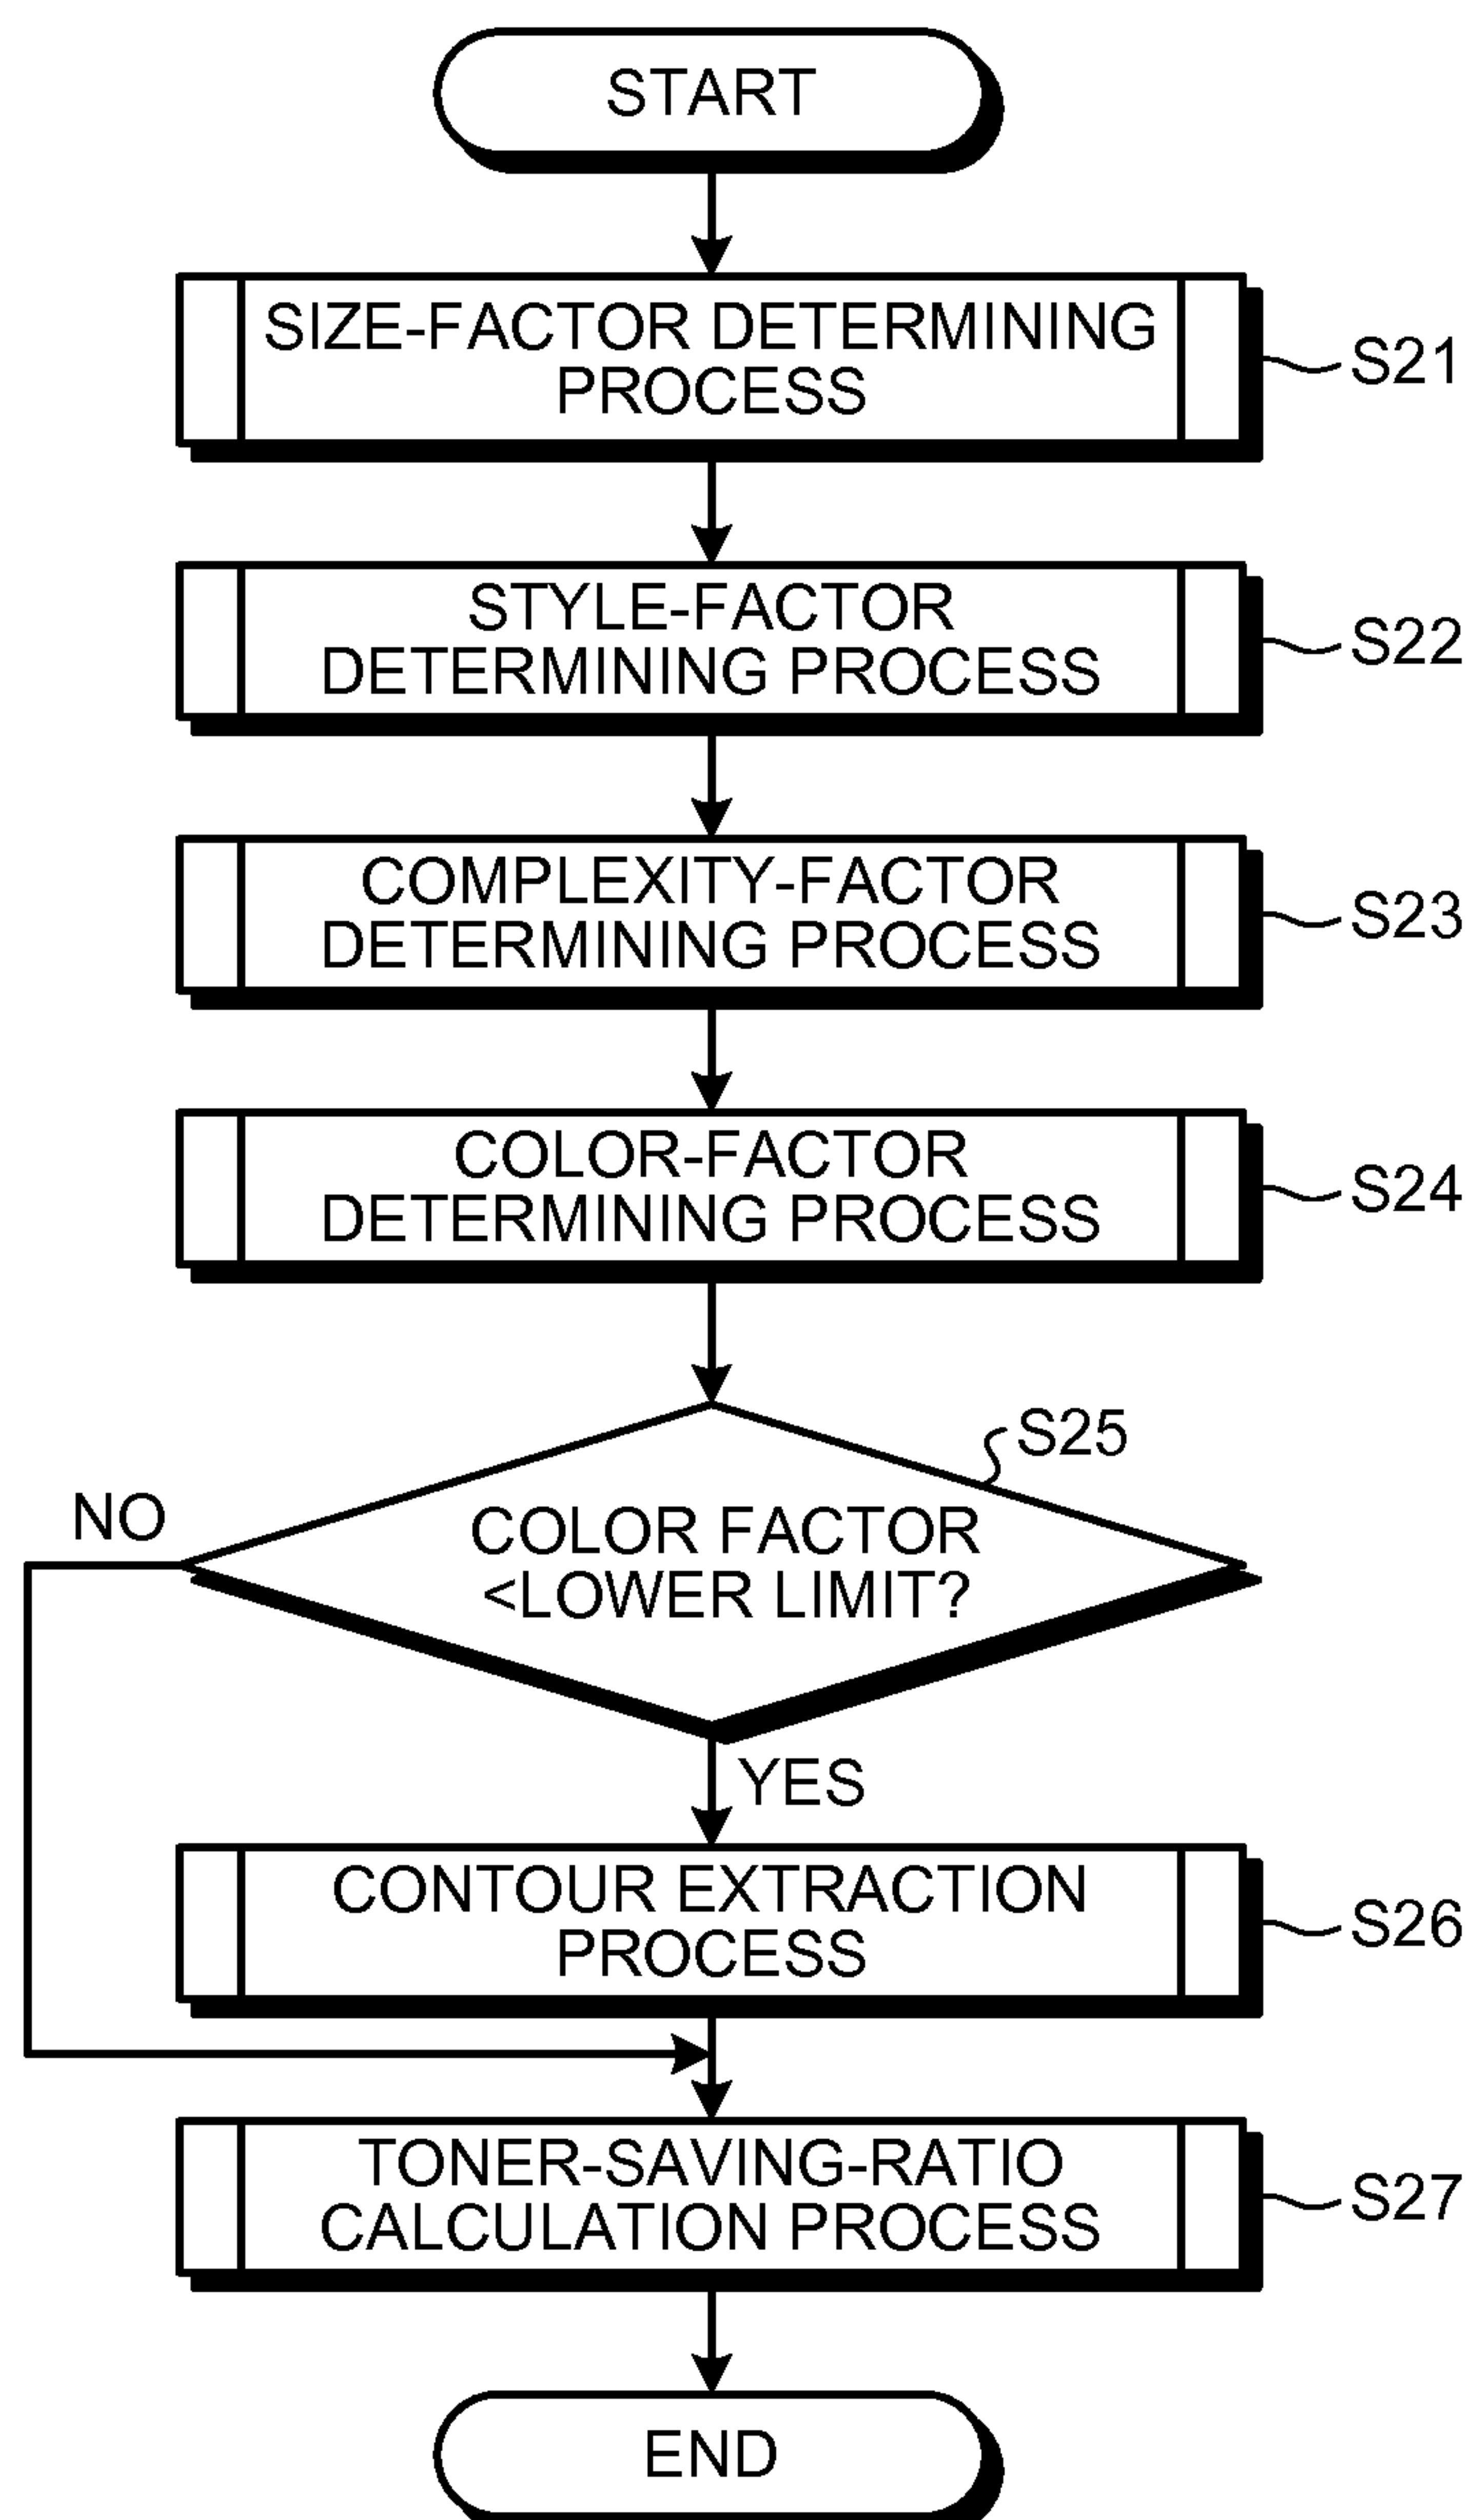 START
SIZE-FACTOR DETERMINING
PROCESS
S21
STYLE-FACTOR
DETERMINING PROCESS
S22
COMPLEXITY-FACTOR
DETERMINING PROCESS
S23
COLOR-FACTOR
DETERMINING PROCESS
S24
S25
NO
COLOR FACTOR
<LOWER LIMIT?
YES
CONTOUR EXTRACTION
PROCESS
S26
TONER-SAVING-RATIO
CALCULATION PROCESS
S27
END